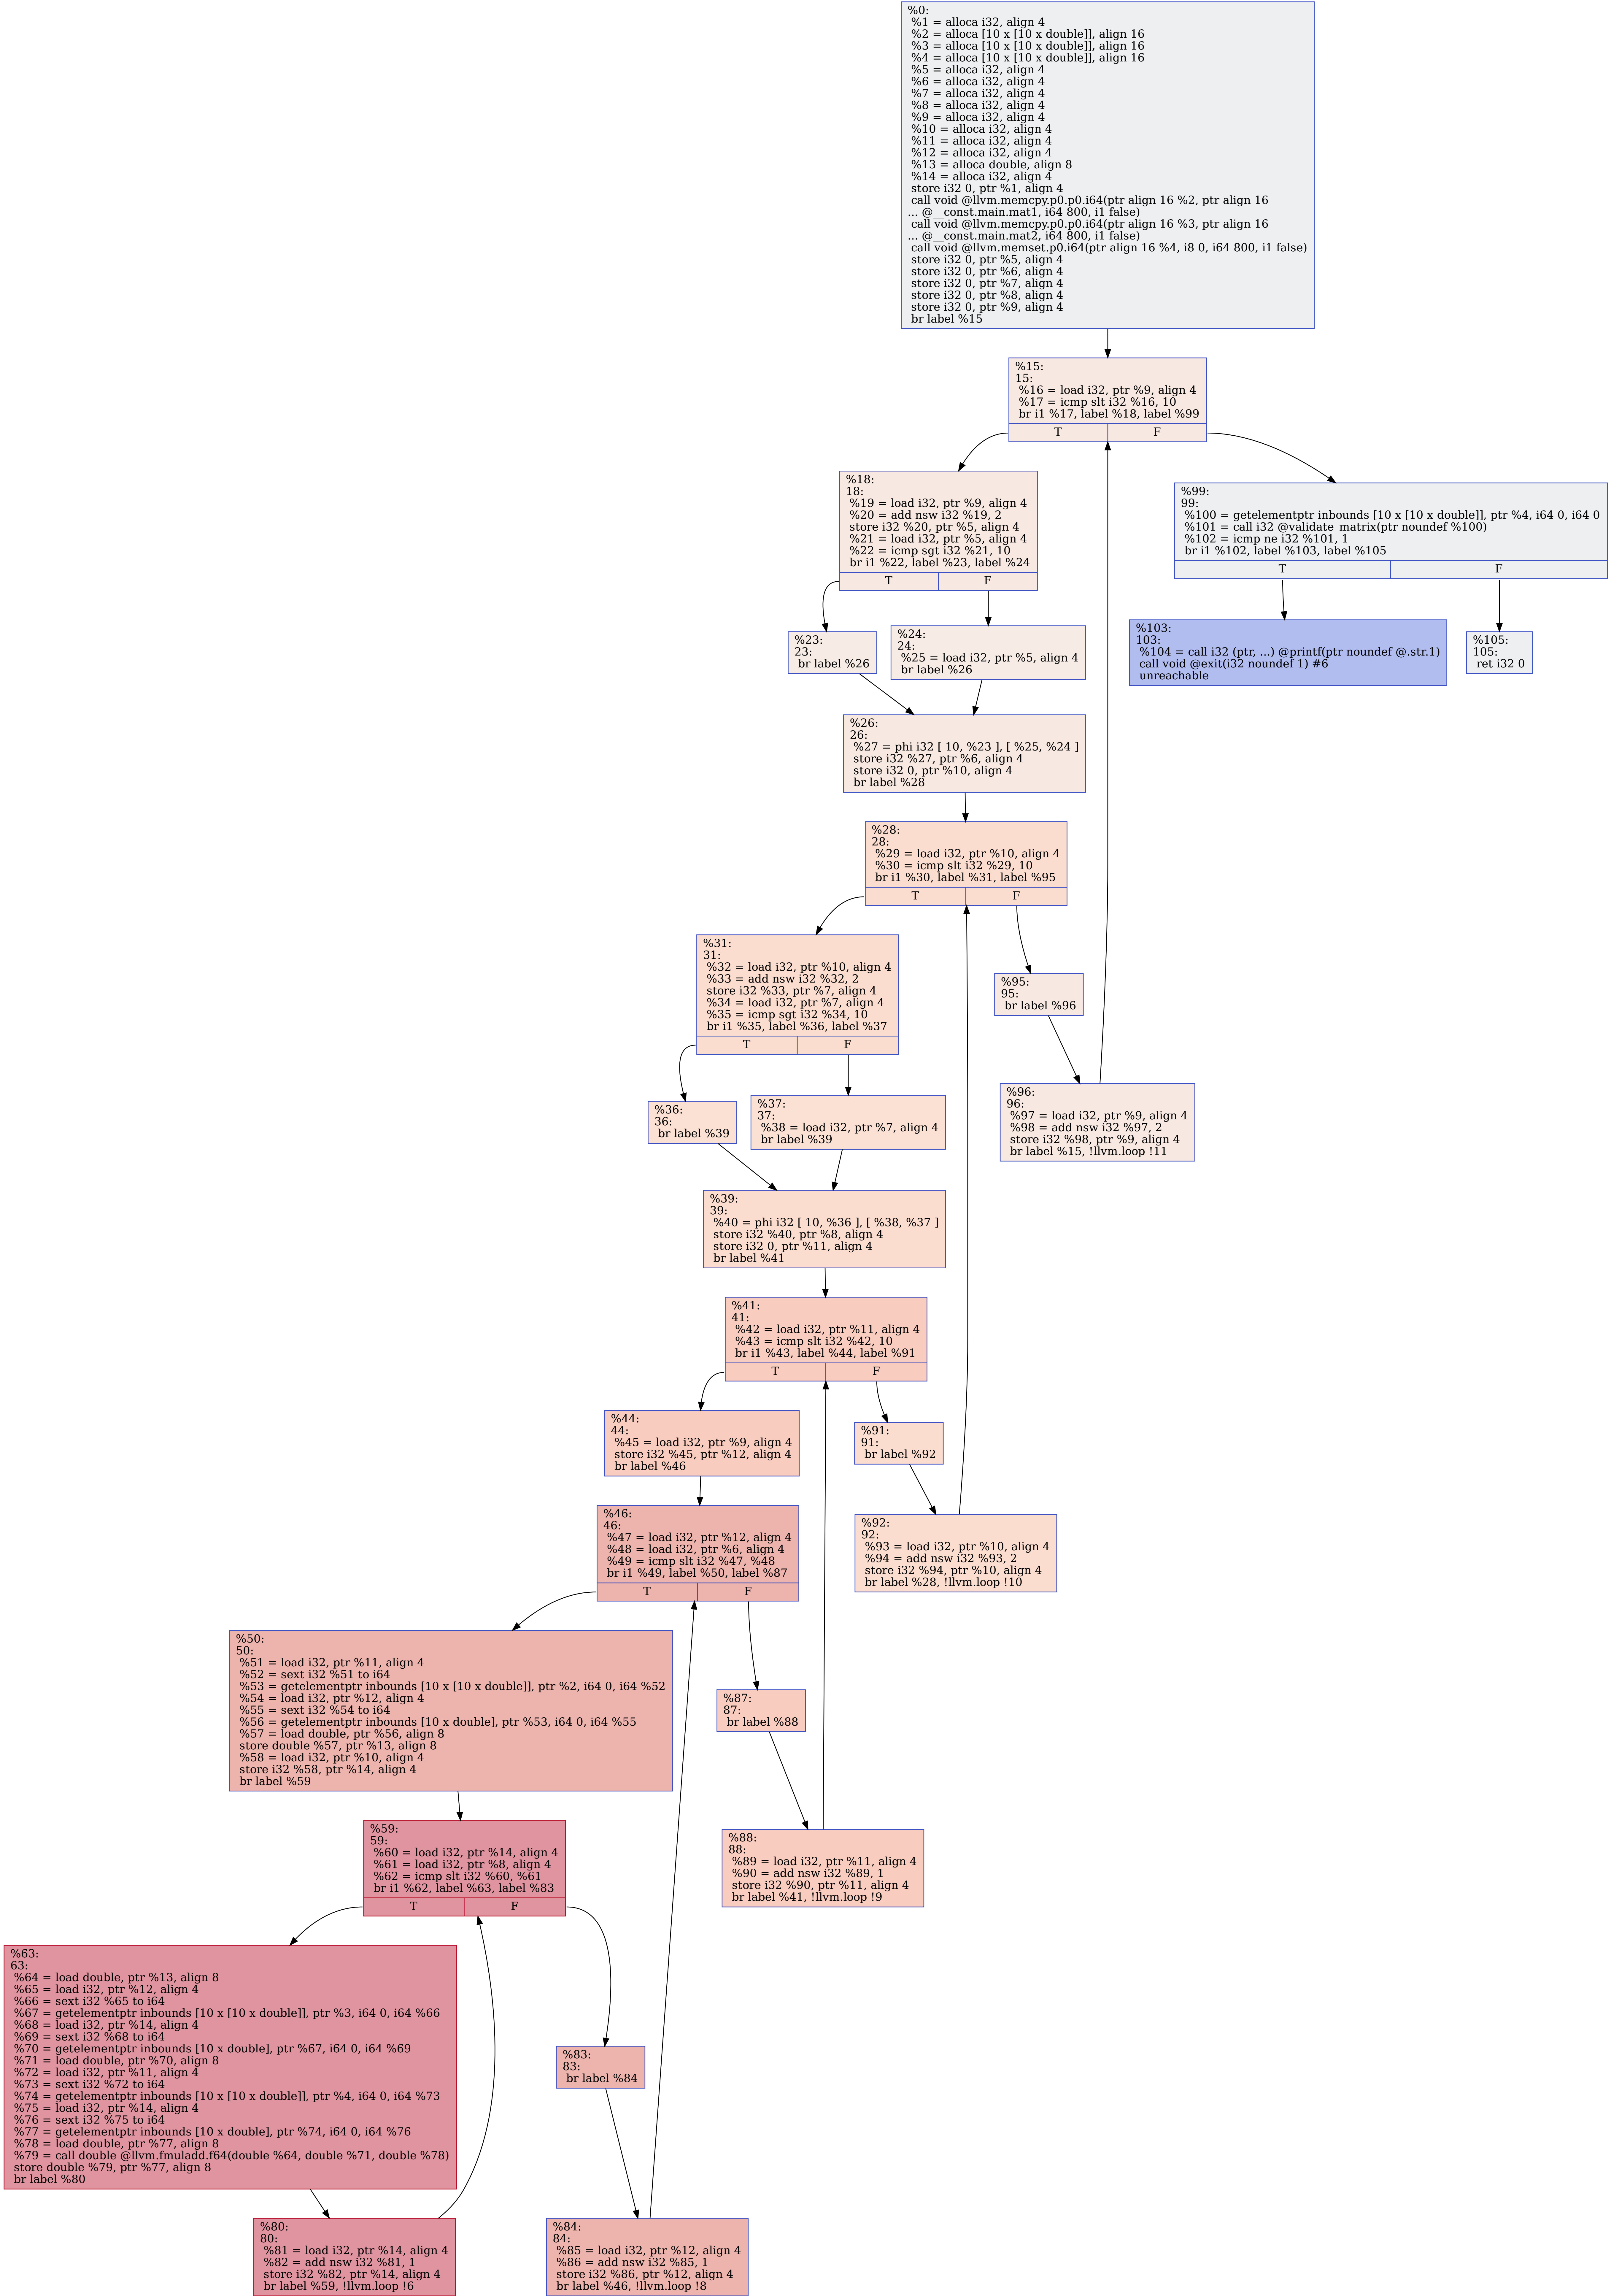 %0:
%1 = alloca i32, align 4
%2 = alloca [10 x [10 x double]], align 16
%3 = alloca [10 x [10 x double]], align 16
%4 = alloca [10 x [10 x double]], align 16
%5 = alloca i32, align 4
%6 = alloca i32, align 4
%7 = alloca i32, align 4
%8 = alloca i32, align 4
%9 = alloca i32, align 4
%10 = alloca i32, align 4
%11 = alloca i32, align 4
%12 = alloca i32, align 4
%13 = alloca double, align 8
%14 = alloca i32, align 4
store i32 0, ptr %1, align 4
call void @llvm.memcpy.p0.p0.i64(ptr align 16 %2, ptr align 16
... @__const.main.mat1, i64 800, i1 false)
call void @llvm.memcpy.p0.p0.i64(ptr align 16 %3, ptr align 16
... @__const.main.mat2, i64 800, i1 false)
call void @llvm.memset.p0.i64(ptr align 16 %4, i8 0, i64 800, i1 false)
store i32 0, ptr %5, align 4
store i32 0, ptr %6, align 4
store i32 0, ptr %7, align 4
store i32 0, ptr %8, align 4
store i32 0, ptr %9, align 4
br label %15
%15:
15:
%16 = load i32, ptr %9, align 4
%17 = icmp slt i32 %16, 10
br i1 %17, label %18, label %99
T F
%18:
18:
%19 = load i32, ptr %9, align 4
%20 = add nsw i32 %19, 2
store i32 %20, ptr %5, align 4
%21 = load i32, ptr %5, align 4
%22 = icmp sgt i32 %21, 10
br i1 %22, label %23, label %24
T F
%99:
99:
%100 = getelementptr inbounds [10 x [10 x double]], ptr %4, i64 0, i64 0
%101 = call i32 @validate_matrix(ptr noundef %100)
%102 = icmp ne i32 %101, 1
br i1 %102, label %103, label %105
T F
%23:
23:
br label %26
%24:
24:
%25 = load i32, ptr %5, align 4
br label %26
%103:
103:
%104 = call i32 (ptr, ...) @printf(ptr noundef @.str.1)
call void @exit(i32 noundef 1) #6
unreachable
%105:
105:
ret i32 0
%26:
26:
%27 = phi i32 [ 10, %23 ], [ %25, %24 ]
store i32 %27, ptr %6, align 4
store i32 0, ptr %10, align 4
br label %28
%28:
28:
%29 = load i32, ptr %10, align 4
%30 = icmp slt i32 %29, 10
br i1 %30, label %31, label %95
T F
%31:
31:
%32 = load i32, ptr %10, align 4
%33 = add nsw i32 %32, 2
store i32 %33, ptr %7, align 4
%34 = load i32, ptr %7, align 4
%35 = icmp sgt i32 %34, 10
br i1 %35, label %36, label %37
T F
%95:
95:
br label %96
%36:
36:
br label %39
%37:
37:
%38 = load i32, ptr %7, align 4
br label %39
%96:
96:
%97 = load i32, ptr %9, align 4
%98 = add nsw i32 %97, 2
store i32 %98, ptr %9, align 4
br label %15, !llvm.loop !11
%39:
39:
%40 = phi i32 [ 10, %36 ], [ %38, %37 ]
store i32 %40, ptr %8, align 4
store i32 0, ptr %11, align 4
br label %41
%41:
41:
%42 = load i32, ptr %11, align 4
%43 = icmp slt i32 %42, 10
br i1 %43, label %44, label %91
T F
%44:
44:
%45 = load i32, ptr %9, align 4
store i32 %45, ptr %12, align 4
br label %46
%91:
91:
br label %92
%46:
46:
%47 = load i32, ptr %12, align 4
%48 = load i32, ptr %6, align 4
%49 = icmp slt i32 %47, %48
br i1 %49, label %50, label %87
T F
%92:
92:
%93 = load i32, ptr %10, align 4
%94 = add nsw i32 %93, 2
store i32 %94, ptr %10, align 4
br label %28, !llvm.loop !10
%50:
50:
%51 = load i32, ptr %11, align 4
%52 = sext i32 %51 to i64
%53 = getelementptr inbounds [10 x [10 x double]], ptr %2, i64 0, i64 %52
%54 = load i32, ptr %12, align 4
%55 = sext i32 %54 to i64
%56 = getelementptr inbounds [10 x double], ptr %53, i64 0, i64 %55
%57 = load double, ptr %56, align 8
store double %57, ptr %13, align 8
%58 = load i32, ptr %10, align 4
store i32 %58, ptr %14, align 4
br label %59
%87:
87:
br label %88
%59:
59:
%60 = load i32, ptr %14, align 4
%61 = load i32, ptr %8, align 4
%62 = icmp slt i32 %60, %61
br i1 %62, label %63, label %83
T F
%88:
88:
%89 = load i32, ptr %11, align 4
%90 = add nsw i32 %89, 1
store i32 %90, ptr %11, align 4
br label %41, !llvm.loop !9
%63:
63:
%64 = load double, ptr %13, align 8
%65 = load i32, ptr %12, align 4
%66 = sext i32 %65 to i64
%67 = getelementptr inbounds [10 x [10 x double]], ptr %3, i64 0, i64 %66
%68 = load i32, ptr %14, align 4
%69 = sext i32 %68 to i64
%70 = getelementptr inbounds [10 x double], ptr %67, i64 0, i64 %69
%71 = load double, ptr %70, align 8
%72 = load i32, ptr %11, align 4
%73 = sext i32 %72 to i64
%74 = getelementptr inbounds [10 x [10 x double]], ptr %4, i64 0, i64 %73
%75 = load i32, ptr %14, align 4
%76 = sext i32 %75 to i64
%77 = getelementptr inbounds [10 x double], ptr %74, i64 0, i64 %76
%78 = load double, ptr %77, align 8
%79 = call double @llvm.fmuladd.f64(double %64, double %71, double %78)
store double %79, ptr %77, align 8
br label %80
%83:
83:
br label %84
%80:
80:
%81 = load i32, ptr %14, align 4
%82 = add nsw i32 %81, 1
store i32 %82, ptr %14, align 4
br label %59, !llvm.loop !6
%84:
84:
%85 = load i32, ptr %12, align 4
%86 = add nsw i32 %85, 1
store i32 %86, ptr %12, align 4
br label %46, !llvm.loop !8